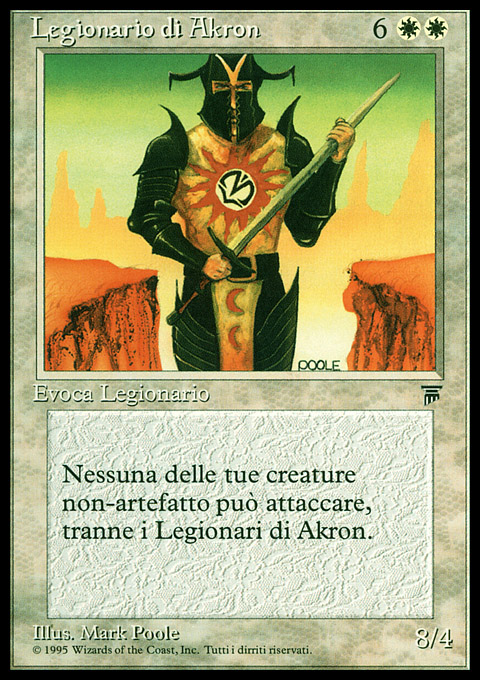 Legionario di Akron 6
POOLE
Evoca Legionario
Nessuna delle tue creature
non-artefatto può attaccare,
tranne i Legionari di Akron.
Illus. Mark Poole
8/4
© 1995 Wizards of the Coast, Inc. Tutti i dirriti riservati.